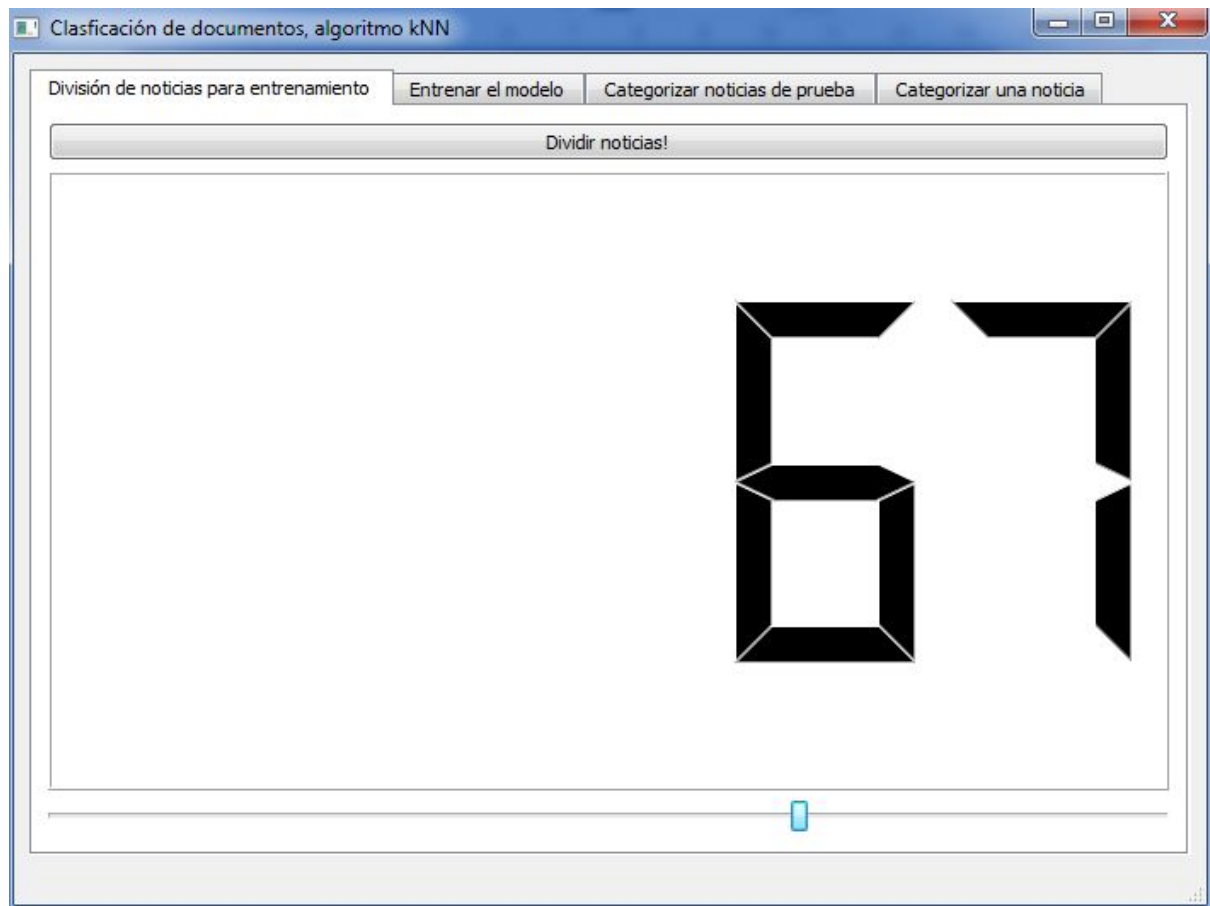 Clasficación de documentos, algoritmo kNN
División de noticias para entrenamiento Entrenar el modelo Categorizar noticias de prueba Categorizar una noticia
Dividir noticias!
67